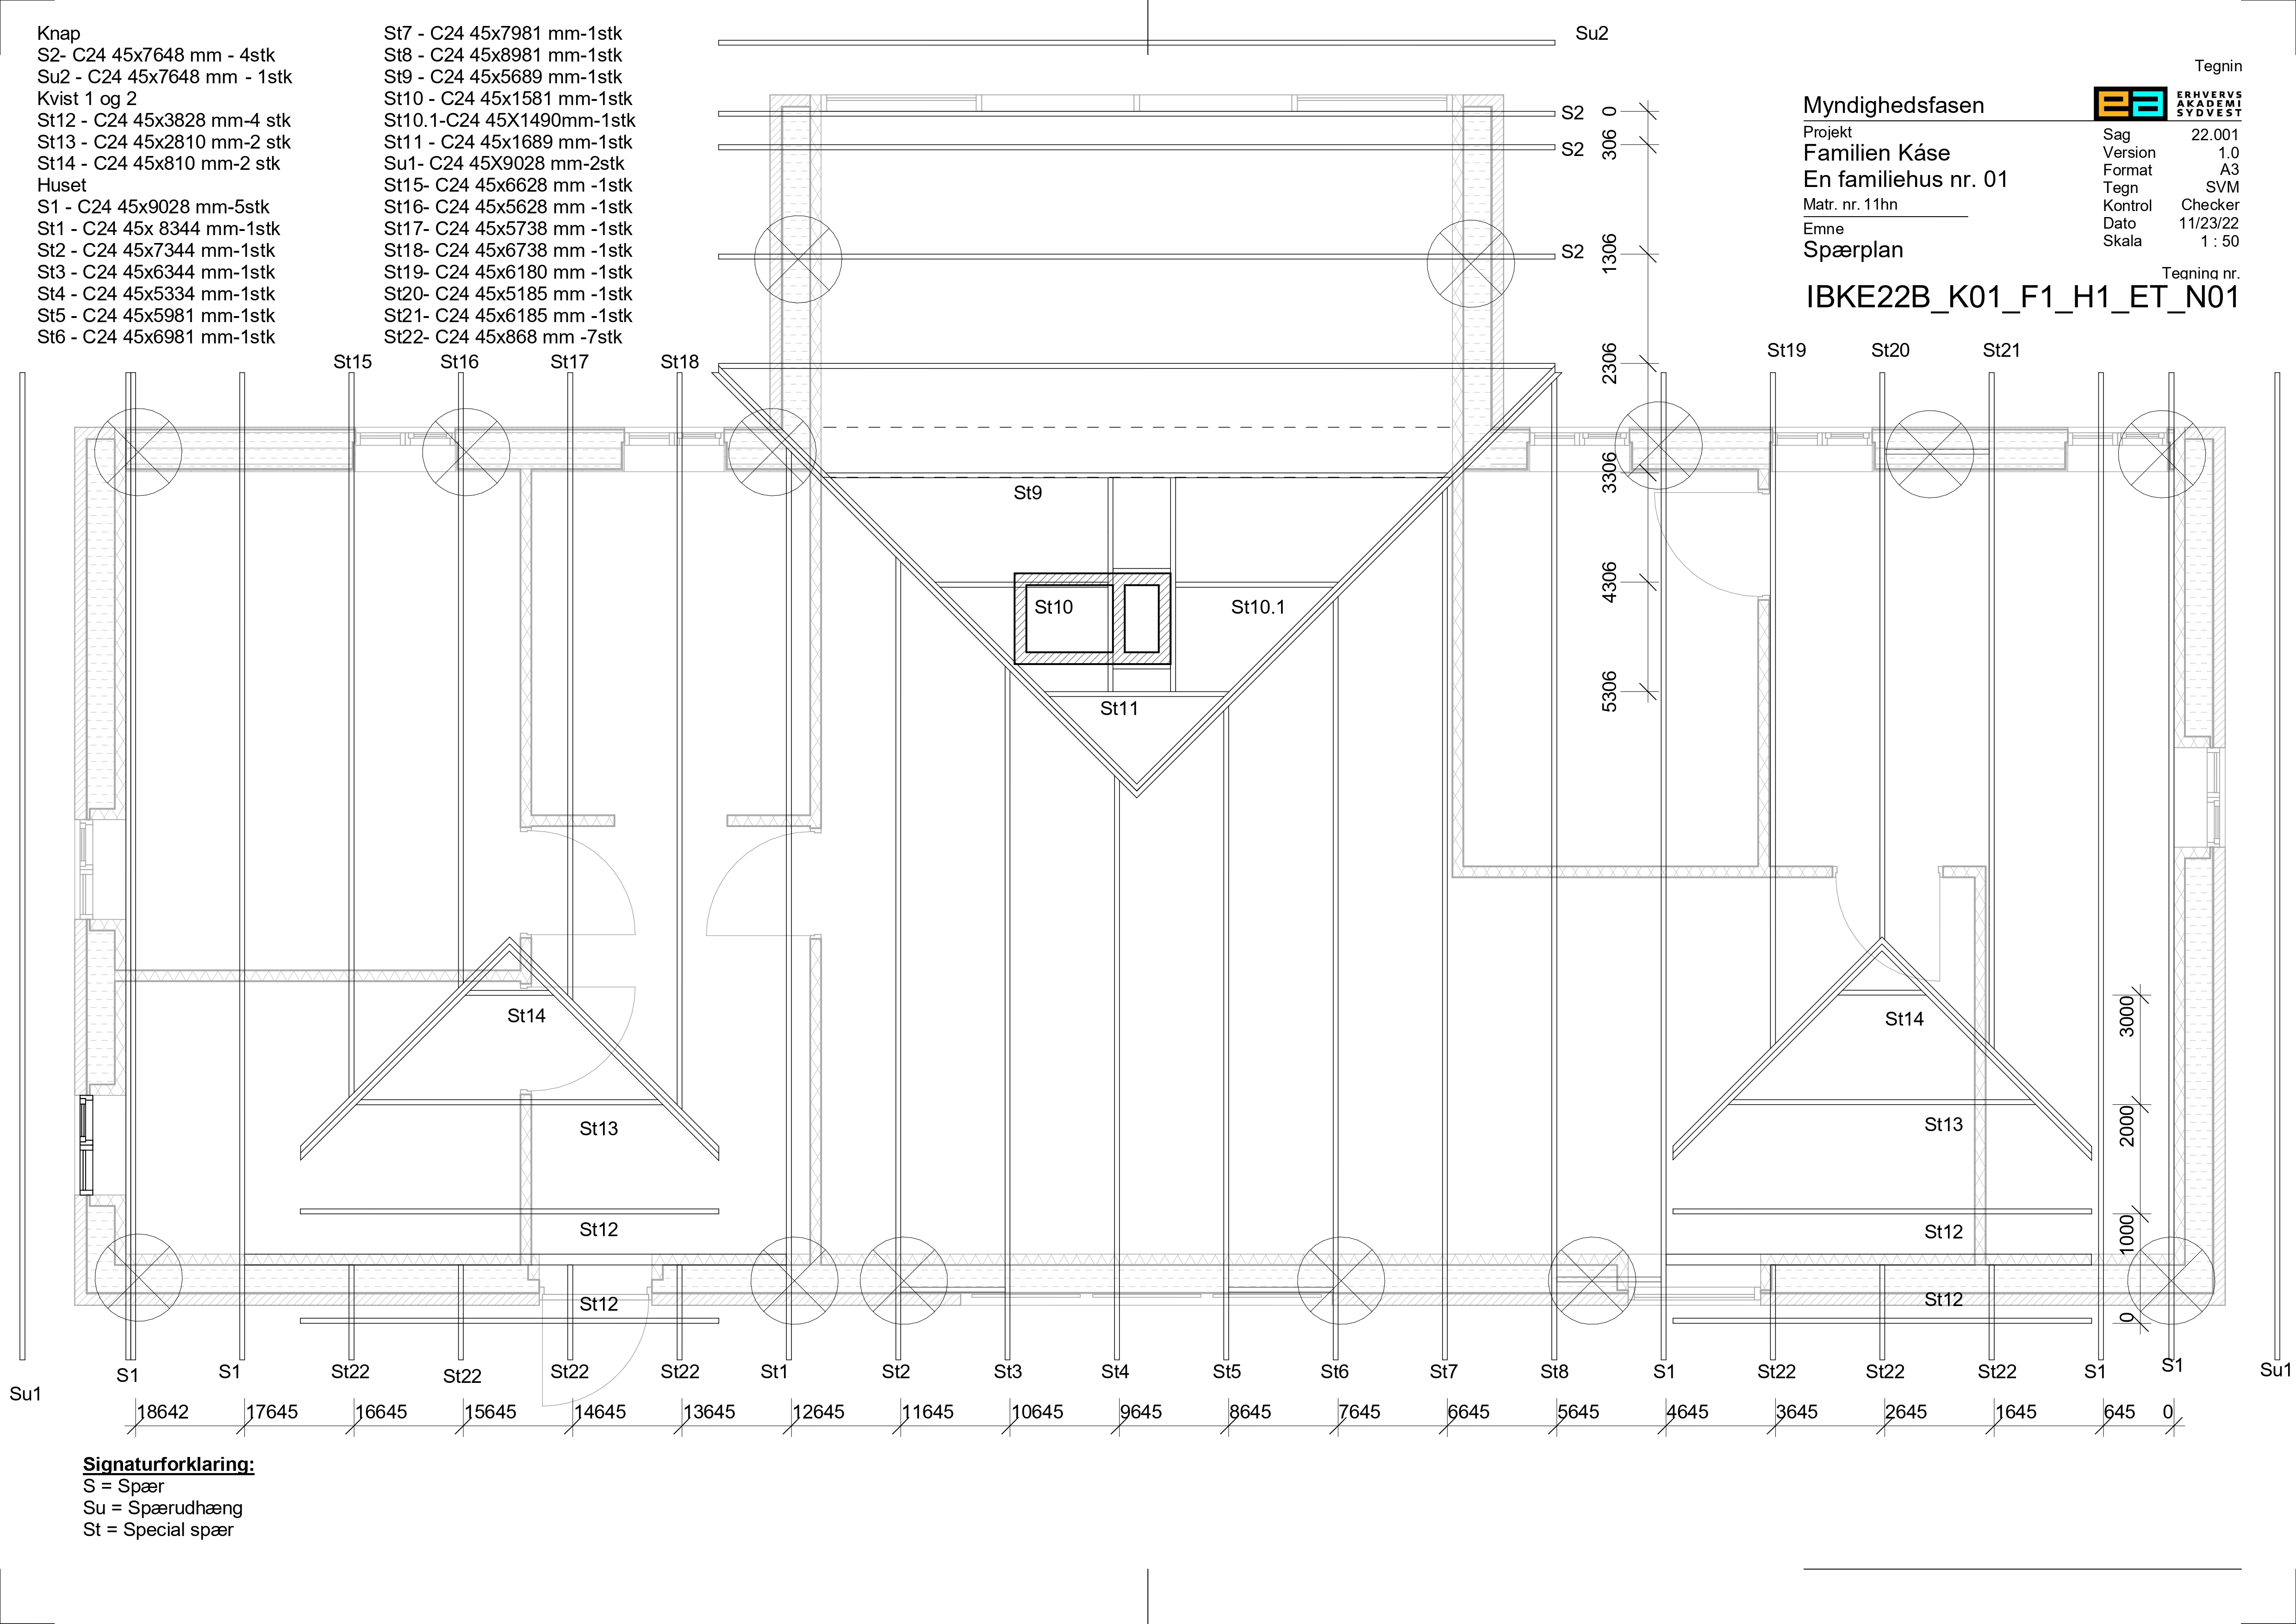 Knap
S2- C24 45x7648 mm - 4stk
Su2 - C24 45x7648 mm - 1stk
Kvist 1 og 2
St12 - C24 45x3828 mm-4 stk
St13 - C24 45x2810 mm-2 stk
St14 - C24 45x810 mm-2 stk
Huset
S1 - C24 45x9028 mm-5stk
St1 - C24 45x 8344 mm-1stk
St2 - C24 45x7344 mm-1stk
St3 - C24 45x6344 mm-1stk
St4 - C24 45x5334 mm-1stk
St5 - C24 45x5981 mm-1stk
St6 - C24 45x6981 mm-1stk
St7 - C24 45x7981 mm-1stk
St8 - C24 45x8981 mm-1stk
St9 - C24 45x5689 mm-1stk
St10 - C24 45x1581 mm-1stk
St10.1-C24 45X1490mm-1stk
St11 - C24 45x1689 mm-1stk
Su1- C24 45X9028 mm-2stk
St15- C24 45x6628 mm -1stk
St16- C24 45x5628 mm -1stk
St17- C24 45x5738 mm -1stk
St18- C24 45x6738 mm -1stk
St19- C24 45x6180 mm -1stk
St20- C24 45x5185 mm -1stk
St21- C24 45x6185 mm -1stk
St22- C24 45x868 mm -7stk
Su2
S2 0
S2 306
S2 1306
2306
3306
4306
5306
Tegnin
Myndighedsfasen
ea ERHVERVS
AKADEMI
SYDVEST
Projekt
Familien Káse
En familiehus nr. 01
Matr. nr. 11hn
Emne
Spærplan
Sag 22.001
Version 1.0
Format A3
Tegn SVM
Kontrol Checker
Dato 11/23/22
Skala 1 : 50
Tegning nr.
IBKE22B_K01_F1_H1_ET_N01
St15 St16 St17 St18
St19 St20 St21
St9
St10 St10.1
St11
St14 St14
St13 St13
St12 St12
St12 St12
3000
2000
1000
0
Su1 S1 S1 St22 St22 St22 St22 St1 St2 St3 St4 St5 St6 St7 St8 S1 St22 St22 St22 S1 S1 Su1
18642 17645 16645 15645 14645 13645 12645 11645 10645 9645 8645 7645 6645 5645 4645 3645 2645 1645 645 0
Signaturforklaring:
S = Spær
Su = Spærudhæng
St = Special spær